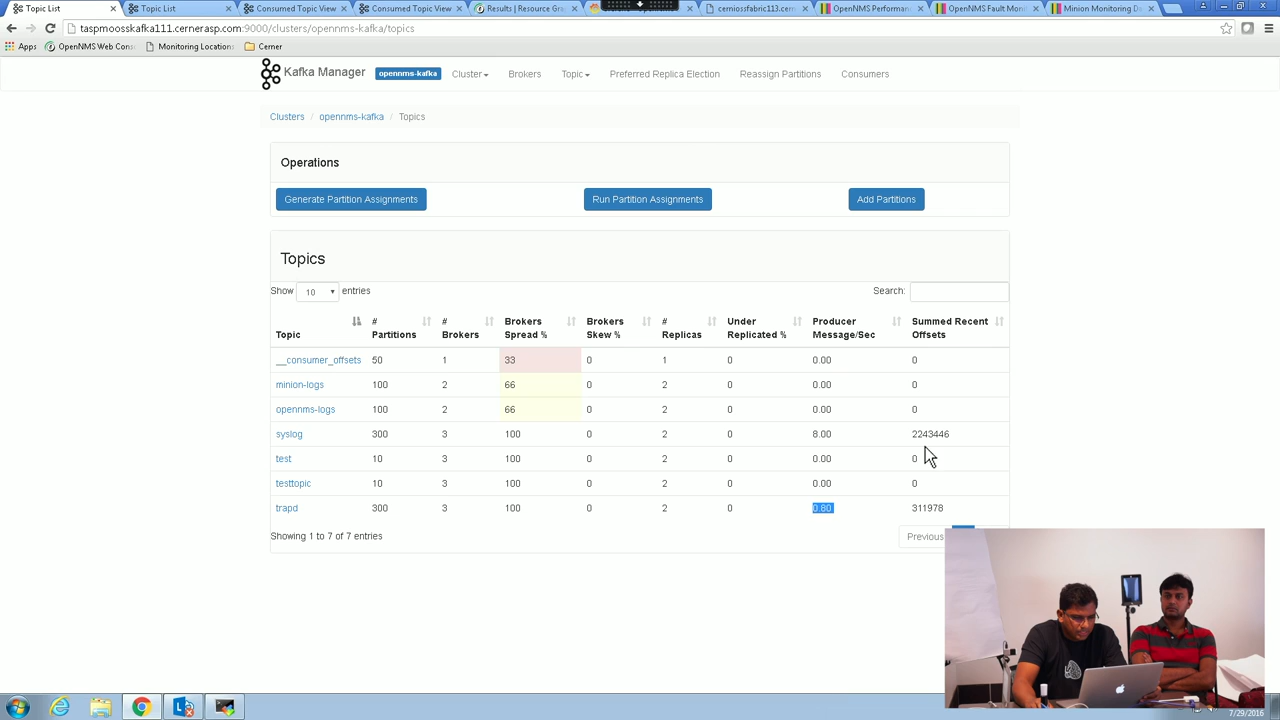 Topic List
Topic List
Consumed Topic View
Consumed Topic View
Results | Resource Gra
cerniossfabric113.cern
OpenNMS Performan
OpenNMS Fault Moni
Minion Monitoring Da
taspmoosskafka111.cernerasp.com:9000/clusters/opennms-kafka/topics
Apps
OpenNMS Web Cons
Monitoring Locations
Cerner
Kafka Manager
opennms-kafka
Cluster
Brokers
Topic
Preferred Replica Election
Reassign Partitions
Consumers
Clusters / opennms-kafka / Topics
Operations
Generate Partition Assignments
Run Partition Assignments
Add Partitions
Topics
Show 10 entries
Search:
Topic # Partitions # Brokers Brokers Spread % Brokers Skew % # Replicas Under Replicated % Producer Message/Sec Summed Recent Offsets
__consumer_offsets 50 1 33 0 1 0 0.00 0
minion-logs 100 2 66 0 2 0 0.00 0
opennms-logs 100 2 66 0 2 0 0.00 0
syslog 300 3 100 0 2 0 8.00 2243446
test 10 3 100 0 2 0 0.00 0
testtopic 10 3 100 0 2 0 0.00 0
trapd 300 3 100 0 2 0 0.80 311978
Showing 1 to 7 of 7 entries
Previous
7/29/2016